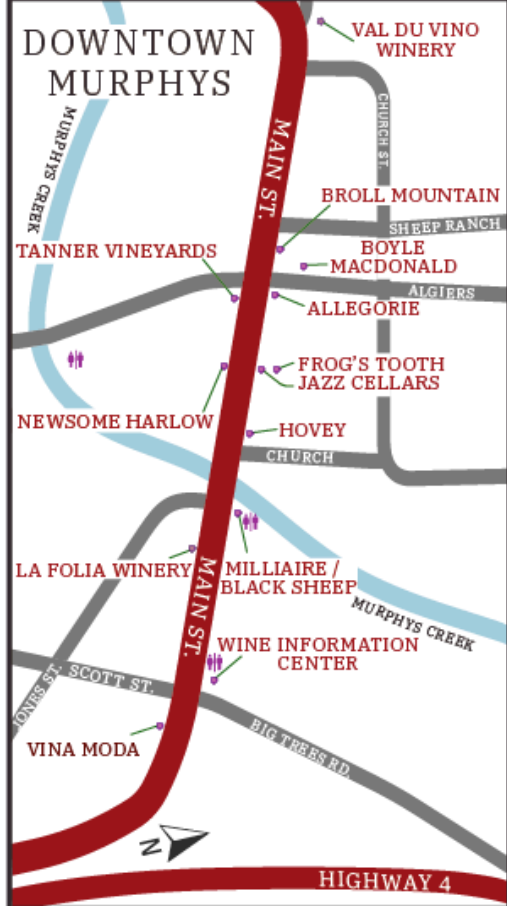 DOWNTOWN
MURPHYS
VAL DU VINO
WINERY
MURPHYS CREEK
CHURCH ST.
MAIN ST.
BROLL MOUNTAIN
SHEEP RANCH
TANNER VINEYARDS
BOYLE
MACDONALD
ALGIERS
ALLEGORIE
FROG'S TOOTH
JAZZ CELLARS
NEWSOME HARLOW
HOVEY
CHURCH
LA FOLIA WINERY
MILLIAIRE /
BLACK SHEEP
MAIN ST.
MURPHYS CREEK
WINE INFORMATION
CENTER
JONES ST.
SCOTT ST.
BIG TREES RD.
VINA MODA
N
HIGHWAY 4